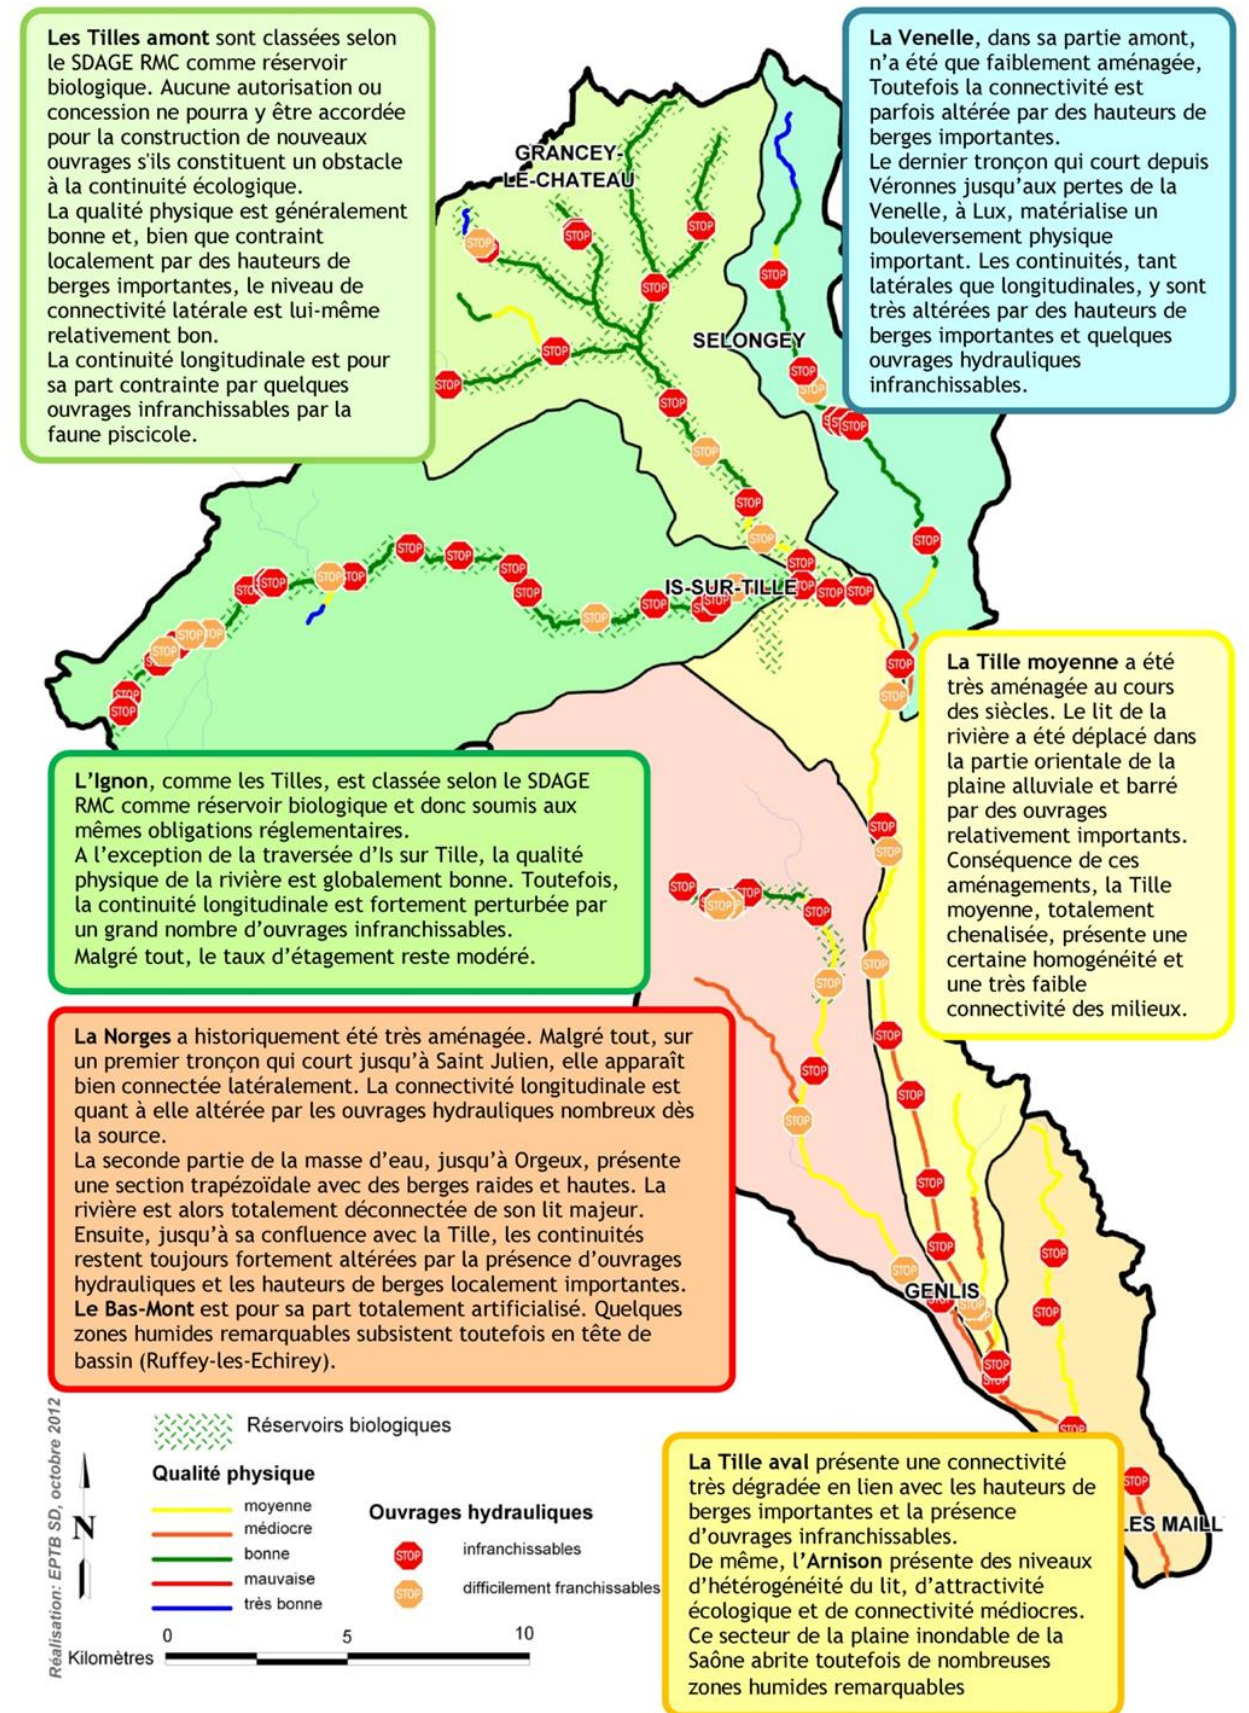 Les Tilles amont sont classées selon
le SDAGE RMC comme réservoir
biologique. Aucune autorisation ou
concession ne pourra y être accordée
pour la construction de nouveaux
ouvrages s'ils constituent un obstacle
à la continuité écologique.
La qualité physique est généralement
bonne et, bien que contraint
localement par des hauteurs de
berges importantes, le niveau de
connectivité latérale est lui-même
relativement bon.
La continuité longitudinale est pour
sa part contrainte par quelques
ouvrages infranchissables par la
faune piscicole.
La Venelle, dans sa partie amont,
n’a été que faiblement aménagée,
Toutefois la connectivité est
parfois altérée par des hauteurs de
berges importantes.
Le dernier tronçon qui court depuis
Véronnes jusqu’aux pertes de la
Venelle, à Lux, matérialise un
bouleversement physique
important. Les continuités, tant
latérales que longitudinales, y sont
très altérées par des hauteurs de
berges importantes et quelques
ouvrages hydrauliques
infranchissables.
GRANCEY-
LE-CHATEAU
SELONGEY
IS-SUR-TILLE
La Tille moyenne a été
très aménagée au cours
des siècles. Le lit de la
rivière a été déplacé dans
la partie orientale de la
plaine alluviale et barré
par des ouvrages
relativement importants.
Conséquence de ces
aménagements, la Tille
moyenne, totalement
chenalisée, présente une
certaine homogénéité et
une très faible
connectivité des milieux.
L’Ignon, comme les Tilles, est classée selon le SDAGE
RMC comme réservoir biologique et donc soumis aux
mêmes obligations réglementaires.
A l’exception de la traversée d’Is sur Tille, la qualité
physique de la rivière est globalement bonne. Toutefois,
la continuité longitudinale est fortement perturbée par
un grand nombre d’ouvrages infranchissables.
Malgré tout, le taux d’étagement reste modéré.
La Norges a historiquement été très aménagée. Malgré tout, sur
un premier tronçon qui court jusqu’à Saint Julien, elle apparaît
bien connectée latéralement. La connectivité longitudinale est
quant à elle altérée par les ouvrages hydrauliques nombreux dès
la source.
La seconde partie de la masse d’eau, jusqu’à Orgeux, présente
une section trapézoïdale avec des berges raides et hautes. La
rivière est alors totalement déconnectée de son lit majeur.
Ensuite, jusqu’à sa confluence avec la Tille, les continuités
restent toujours fortement altérées par la présence d’ouvrages
hydrauliques et les hauteurs de berges localement importantes.
Le Bas-Mont est pour sa part totalement artificialisé. Quelques
zones humides remarquables subsistent toutefois en tête de
bassin (Ruffey-les-Echirey).
GENLIS
LES MAILL
La Tille aval présente une connectivité
très dégradée en lien avec les hauteurs de
berges importantes et la présence
d’ouvrages infranchissables.
De même, l’Arnison présente des niveaux
d’hétérogénéité du lit, d’attractivité
écologique et de connectivité médiocres.
Ce secteur de la plaine inondable de la
Saône abrite toutefois de nombreuses
zones humides remarquables
Réalisation: EPTB SD, octobre 2012
N
Réservoirs biologiques
Qualité physique
moyenne
médiocre
bonne
mauvaise
très bonne
Ouvrages hydrauliques
STOP infranchissables
STOP difficilement franchissables
0 5 10
Kilomètres